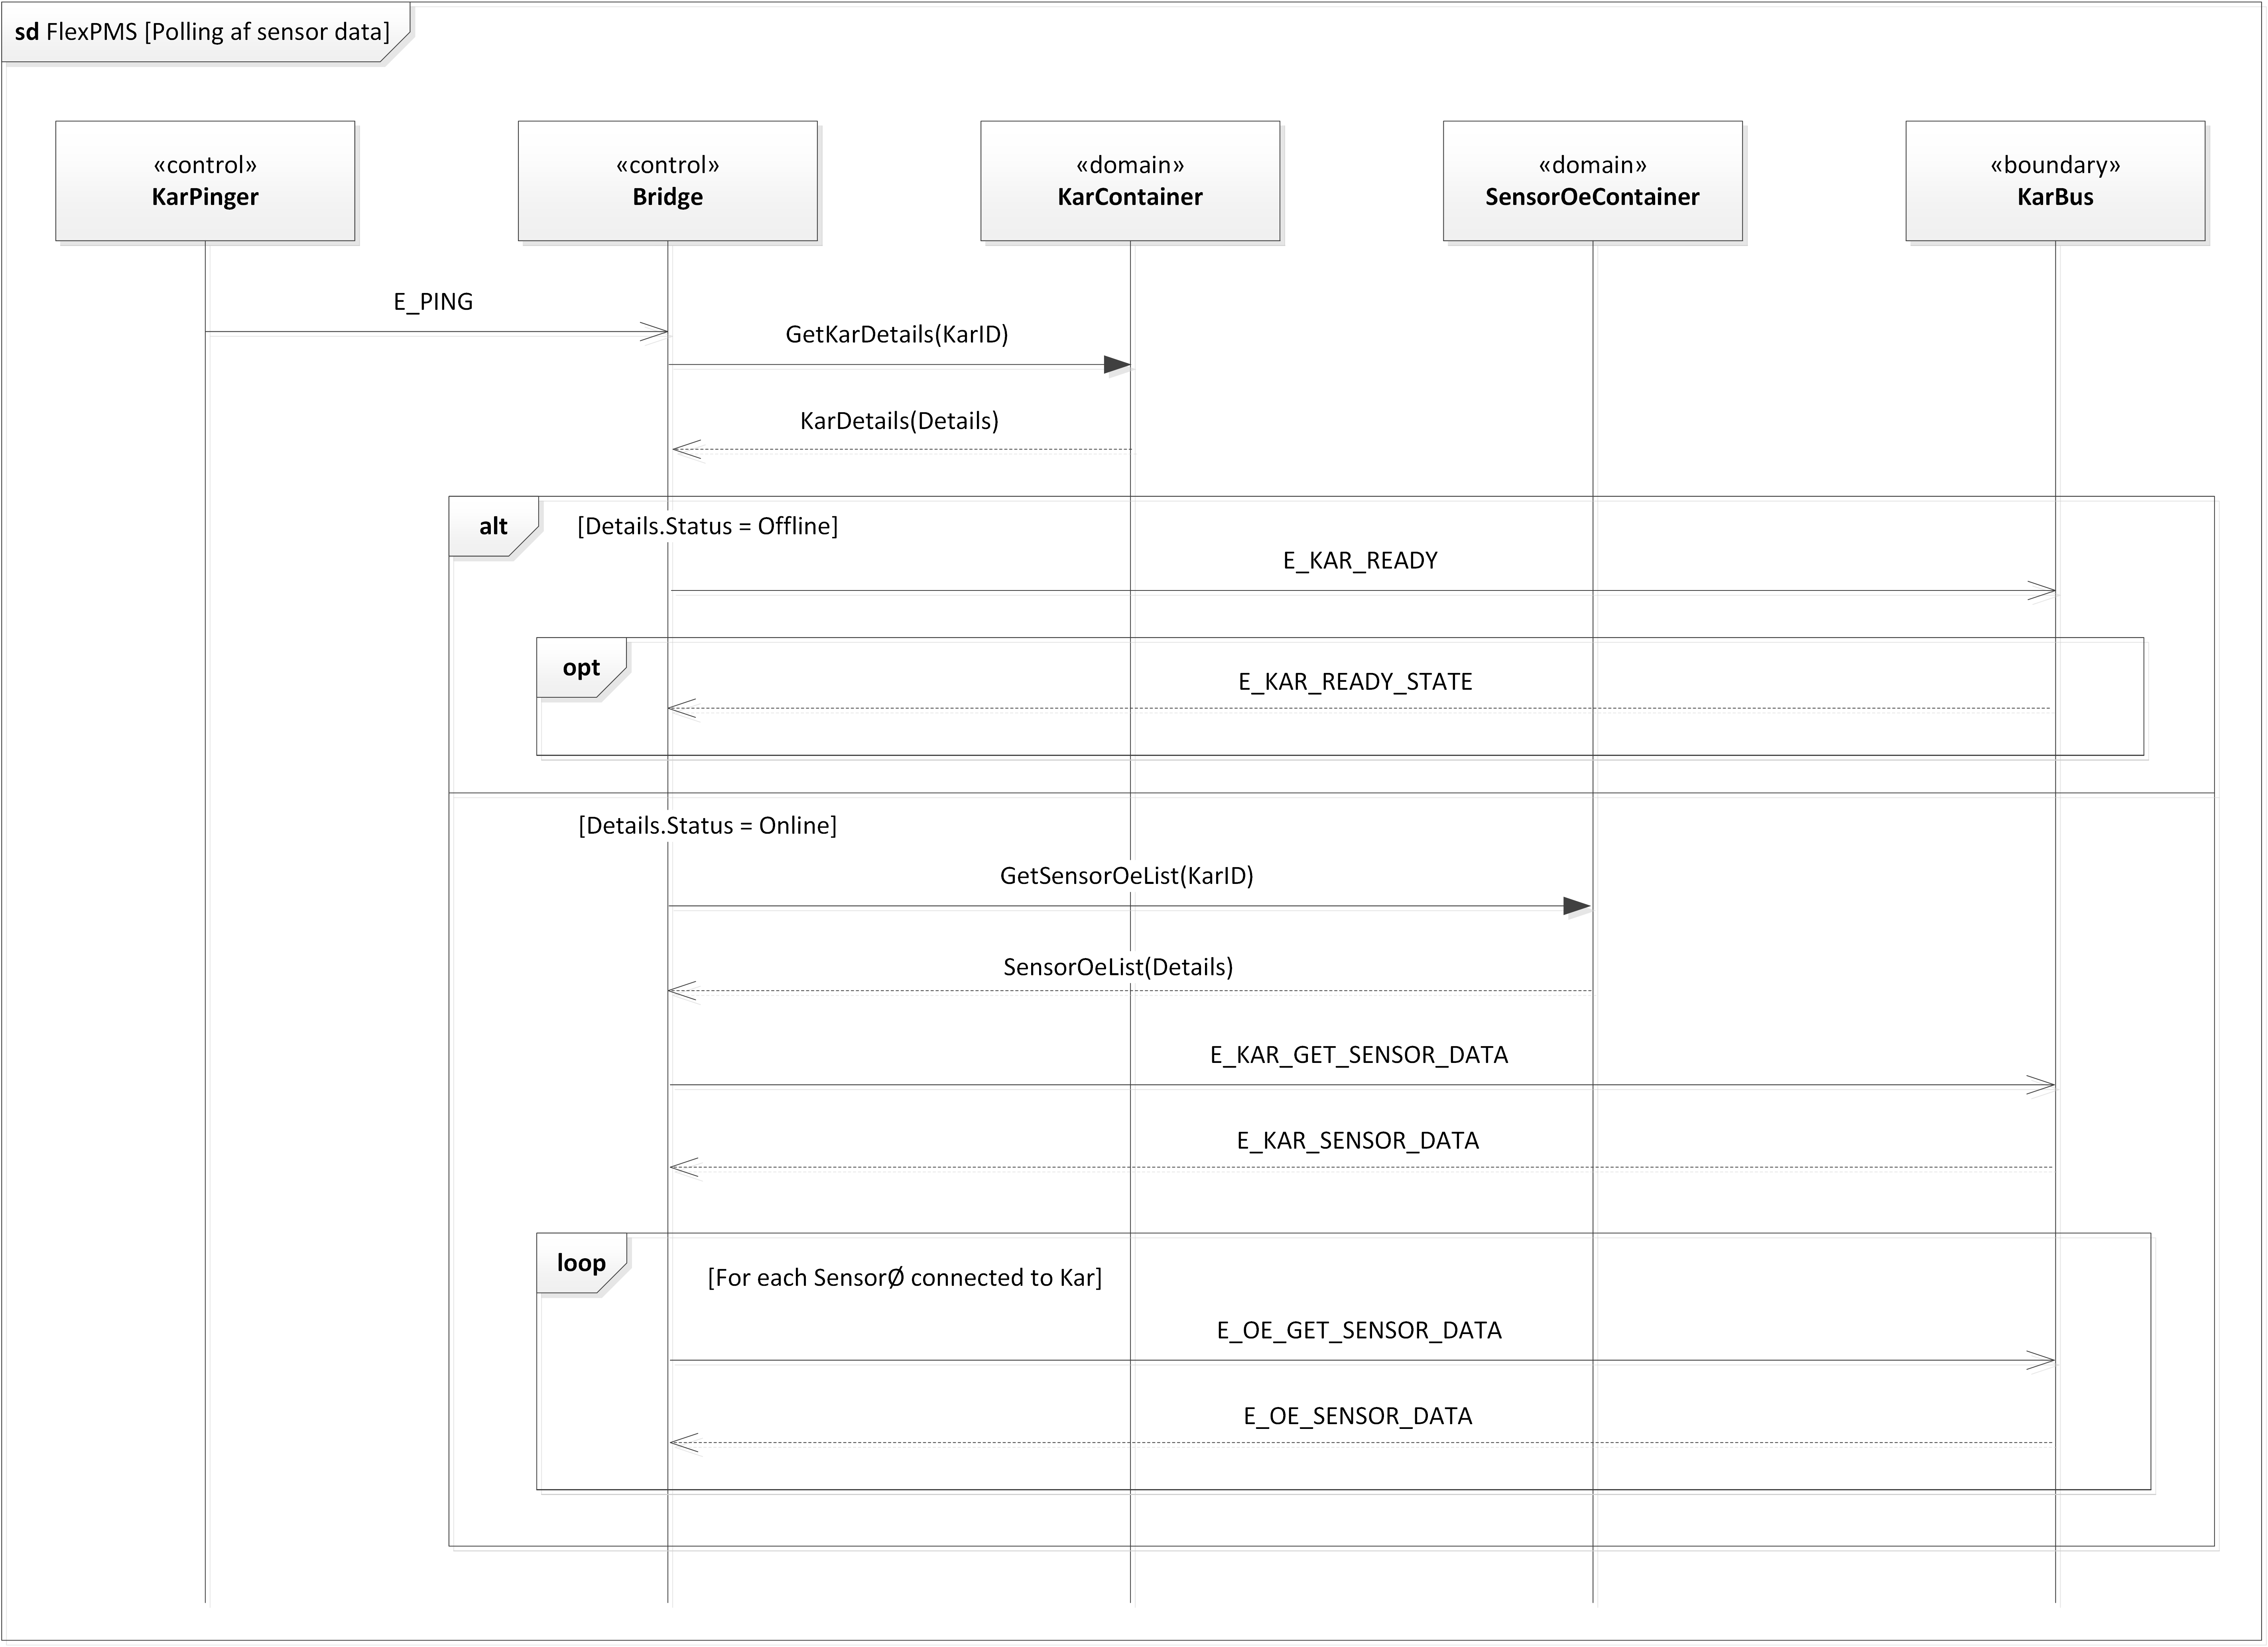 sd FlexPMS [Polling af sensor data]
«control»
KarPinger
«control»
Bridge
«domain»
KarContainer
«domain»
SensorOeContainer
«boundary»
KarBus
E_PING
GetKarDetails(KarID)
KarDetails(Details)
alt
[Details.Status = Offline]
E_KAR_READY
opt
E_KAR_READY_STATE
[Details.Status = Online]
GetSensorOeList(KarID)
SensorOeList(Details)
E_KAR_GET_SENSOR_DATA
E_KAR_SENSOR_DATA
loop
[For each SensorØ connected to Kar]
E_OE_GET_SENSOR_DATA
E_OE_SENSOR_DATA